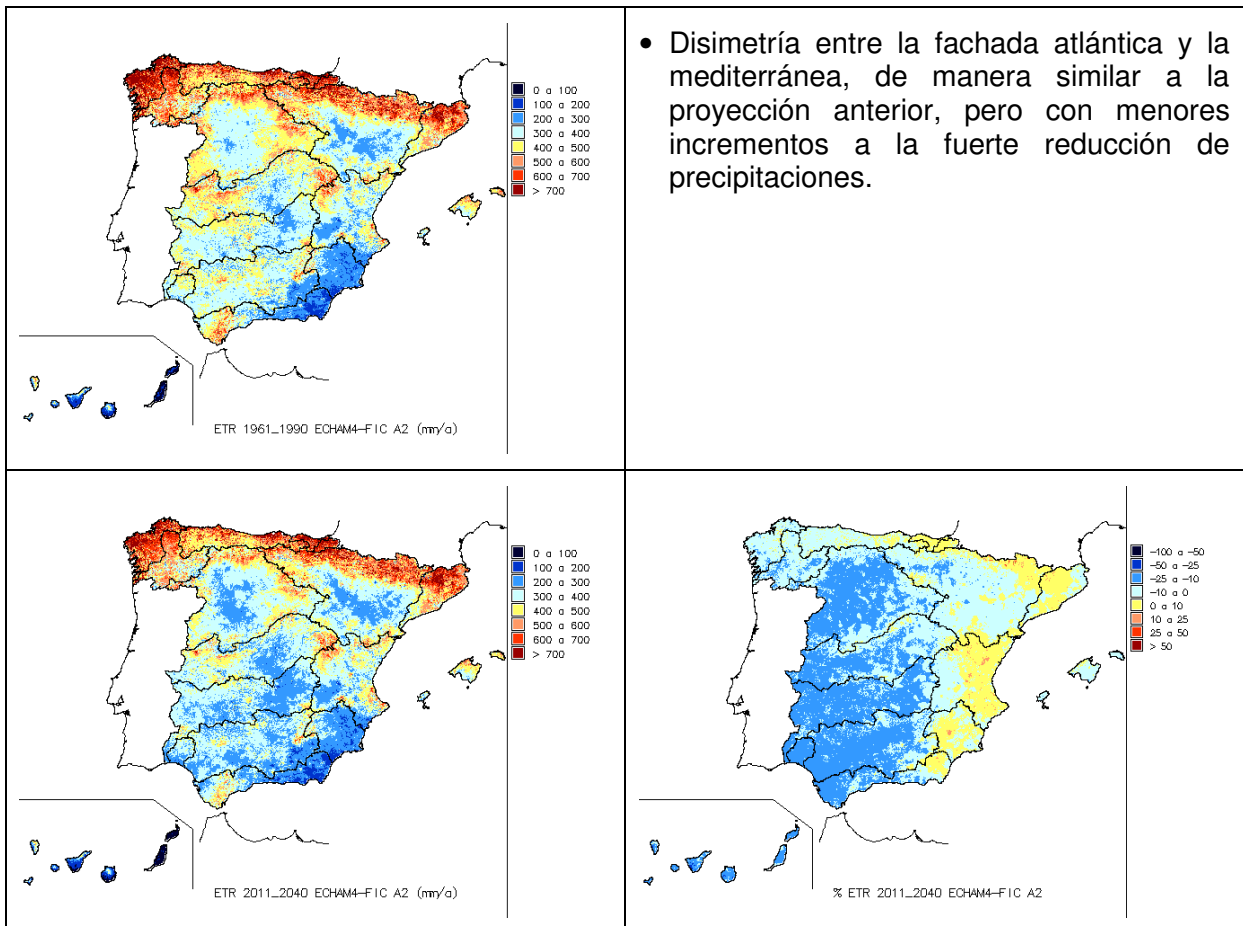 0 a 100
100 a 200
200 a 300
300 a 400
400 a 500
500 a 600
600 a 700
> 700
ETR 1961_1990 ECHAM4-FIC A2 (mm/a)
• Disimetría entre la fachada atlántica y la
mediterránea, de manera similar a la
proyección anterior, pero con menores
incrementos a la fuerte reducción de
precipitaciones.
0 a 100
100 a 200
200 a 300
300 a 400
400 a 500
500 a 600
600 a 700
> 700
ETR 2011_2040 ECHAM4-FIC A2 (mm/a)
-100 a -50
-50 a -25
-25 a -10
-10 a 0
0 a 10
10 a 25
25 a 50
> 50
% ETR 2011_2040 ECHAM4-FIC A2